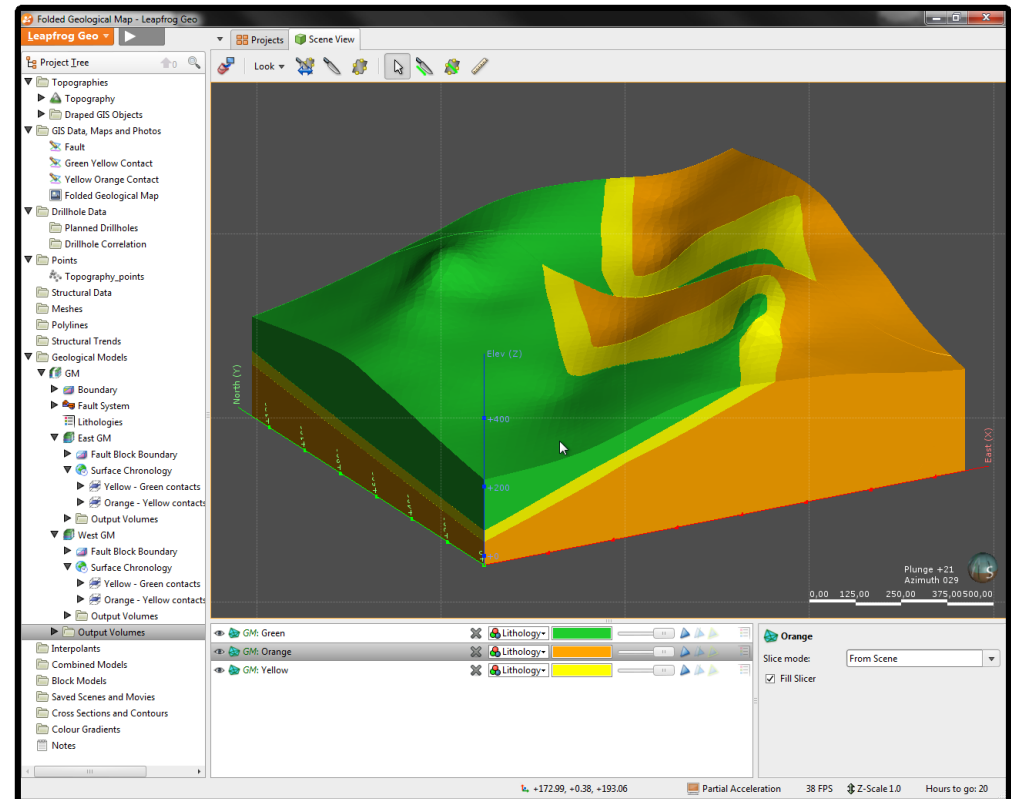 Folded Geological Map - Leapfrog Geo
Leapfrog Geo
Projects
Scene View
Project Tree
0
Look
Topographies
Topography
Draped GIS Objects
GIS Data, Maps and Photos
Fault
Green Yellow Contact
Yellow Orange Contact
Folded Geological Map
Drillhole Data
Planned Drillholes
Drillhole Correlation
Points
Topography_points
Structural Data
Meshes
Polylines
Structural Trends
Geological Models
GM
Boundary
Fault System
Lithologies
East GM
Fault Block Boundary
Surface Chronology
Yellow - Green contacts
Orange - Yellow contacts
Output Volumes
West GM
Fault Block Boundary
Surface Chronology
Yellow - Green contacts
Orange - Yellow contacts
Output Volumes
Output Volumes
Interpolants
Combined Models
Block Models
Saved Scenes and Movies
Cross Sections and Contours
Colour Gradients
Notes
Elev (Z)
North (Y)
+400
East (X)
+200
Plunge +21
Azimuth 029
S
0,00 125,00 250,00 375,00 500,00
GM: Green Lithology
GM: Orange Lithology
GM: Yellow Lithology
Orange
Slice mode: From Scene
Fill Slicer
+172.99, +0.38, +193.06 Partial Acceleration 38 FPS Z-Scale 1.0 Hours to go: 20